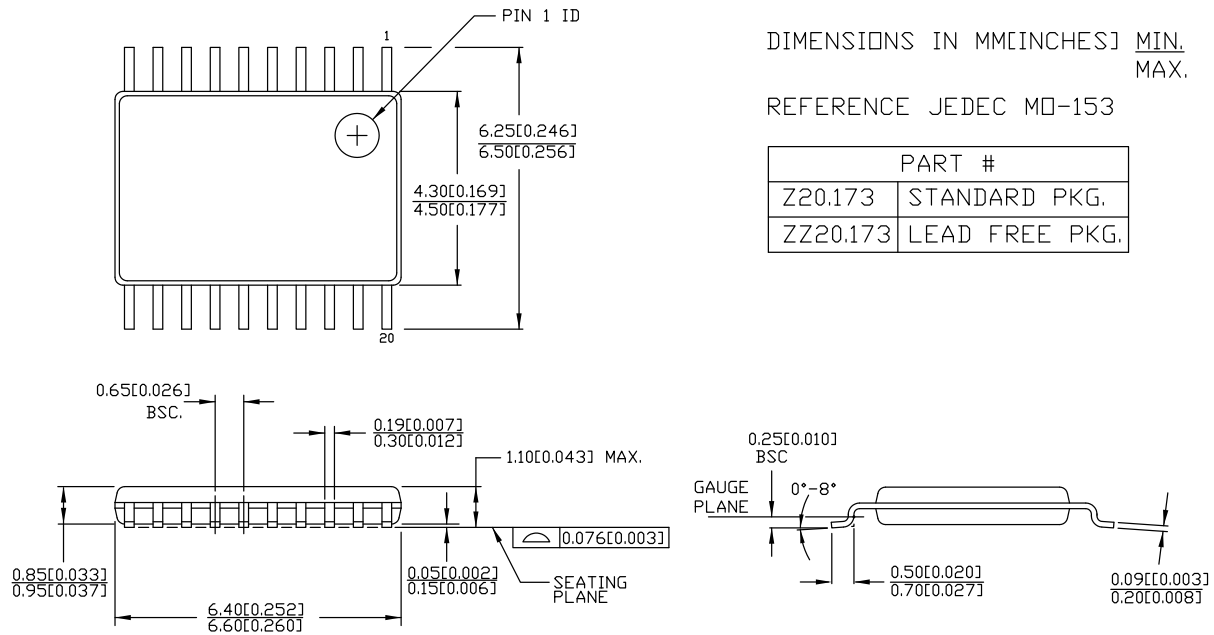 PIN 1 ID
1
6.25[0.246]
6.50[0.256]
4.30[0.169]
4.50[0.177]
20
DIMENSIONS IN MM[INCHES] MIN.
MAX.
REFERENCE JEDEC MO-153
PART #
Z20.173 STANDARD PKG.
ZZ20.173 LEAD FREE PKG.
0.65[0.026]
BSC.
0.19[0.007]
0.30[0.012]
1.10[0.043] MAX.
0.076[0.003]
0.85[0.033]
0.95[0.037]
0.05[0.002]
0.15[0.006]
SEATING
PLANE
6.40[0.252]
6.60[0.260]
0.25[0.010]
BSC
GAUGE
PLANE
0°-8°
0.50[0.020]
0.70[0.027]
0.09[[0.003]
0.20[0.008]